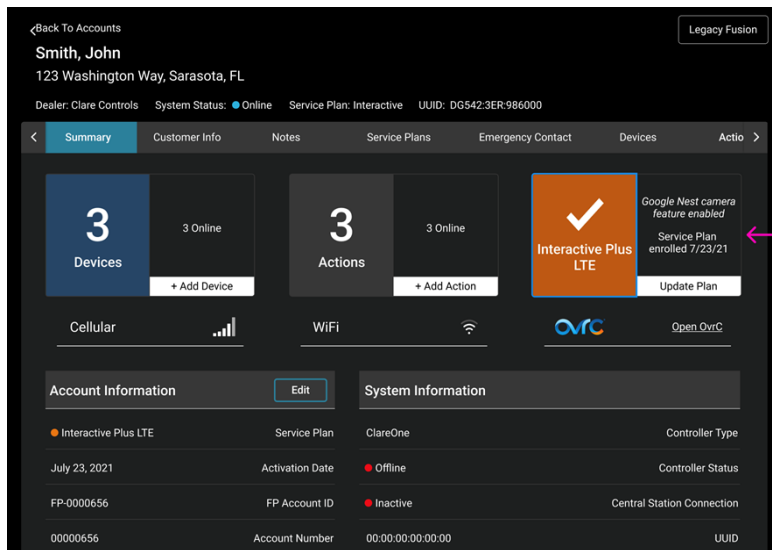 Back To Accounts
Legacy Fusion
Smith, John
123 Washington Way, Sarasota, FL
Dealer: Clare Controls System Status: Online Service Plan: Interactive UUID: DG542:3ER:986000
Summary Customer Info Notes Service Plans Emergency Contact Devices Actio
3
Devices
3 Online
+ Add Device
3
Actions
3 Online
+ Add Action
Interactive Plus
LTE
Google Nest camera
feature enabled
Service Plan
enrolled 7/23/21
Update Plan
Cellular
WiFi
OvrC
Open OvrC
Account Information
Edit
Interactive Plus LTE Service Plan
July 23, 2021 Activation Date
FP-0000656 FP Account ID
00000656 Account Number
System Information
ClareOne Controller Type
Offline Controller Status
Inactive Central Station Connection
00:00:00:00:00:00 UUID